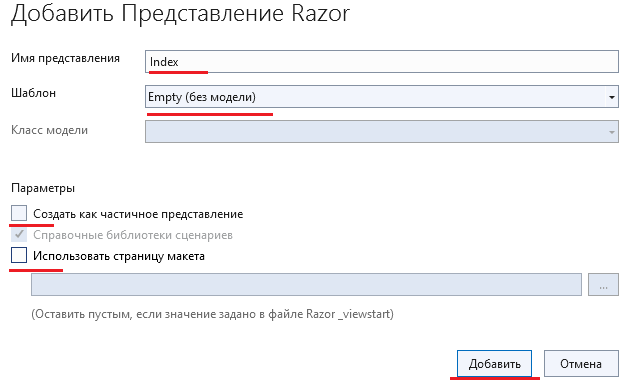 Добавить Представление Razor
Имя представления
Index
Шаблон
Empty (без модели)
Класс модели
Параметры
Создать как частичное представление
Справочные библиотеки сценариев
Использовать страницу макета
...
(Оставить пустым, если значение задано в файле Razor _viewstart)
Добавить
Отмена